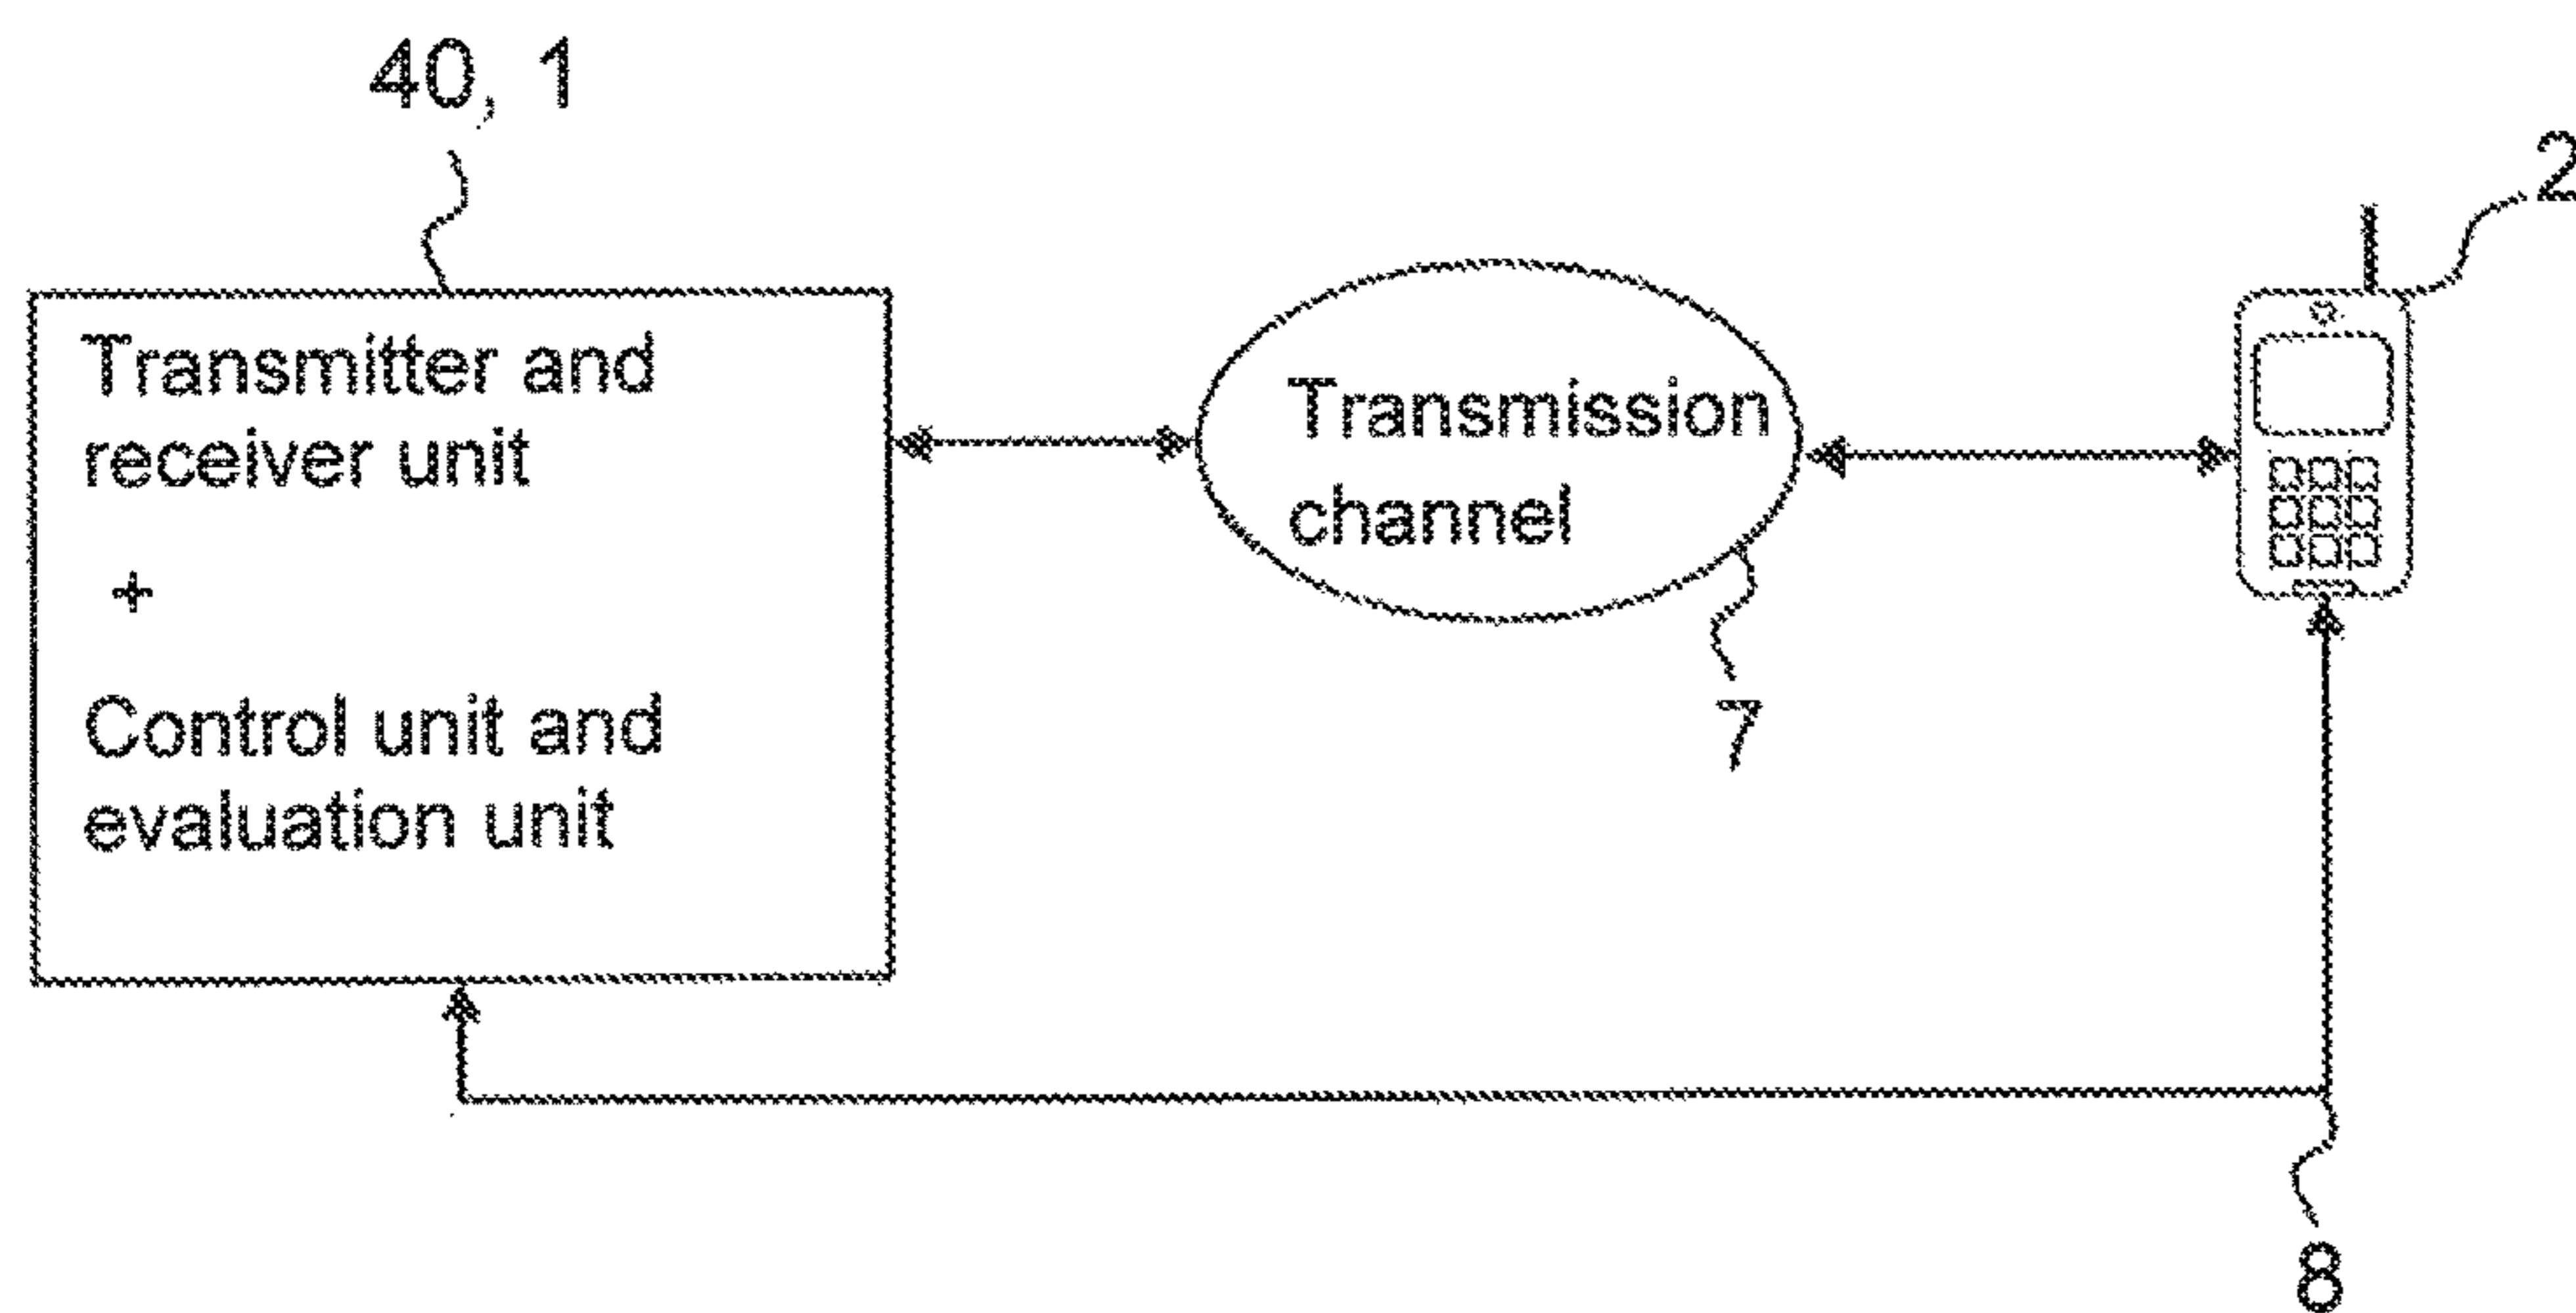 40, 1
2
Transmitter and
receiver unit
+
Control unit and
evaluation unit
Transmission
channel
7
8